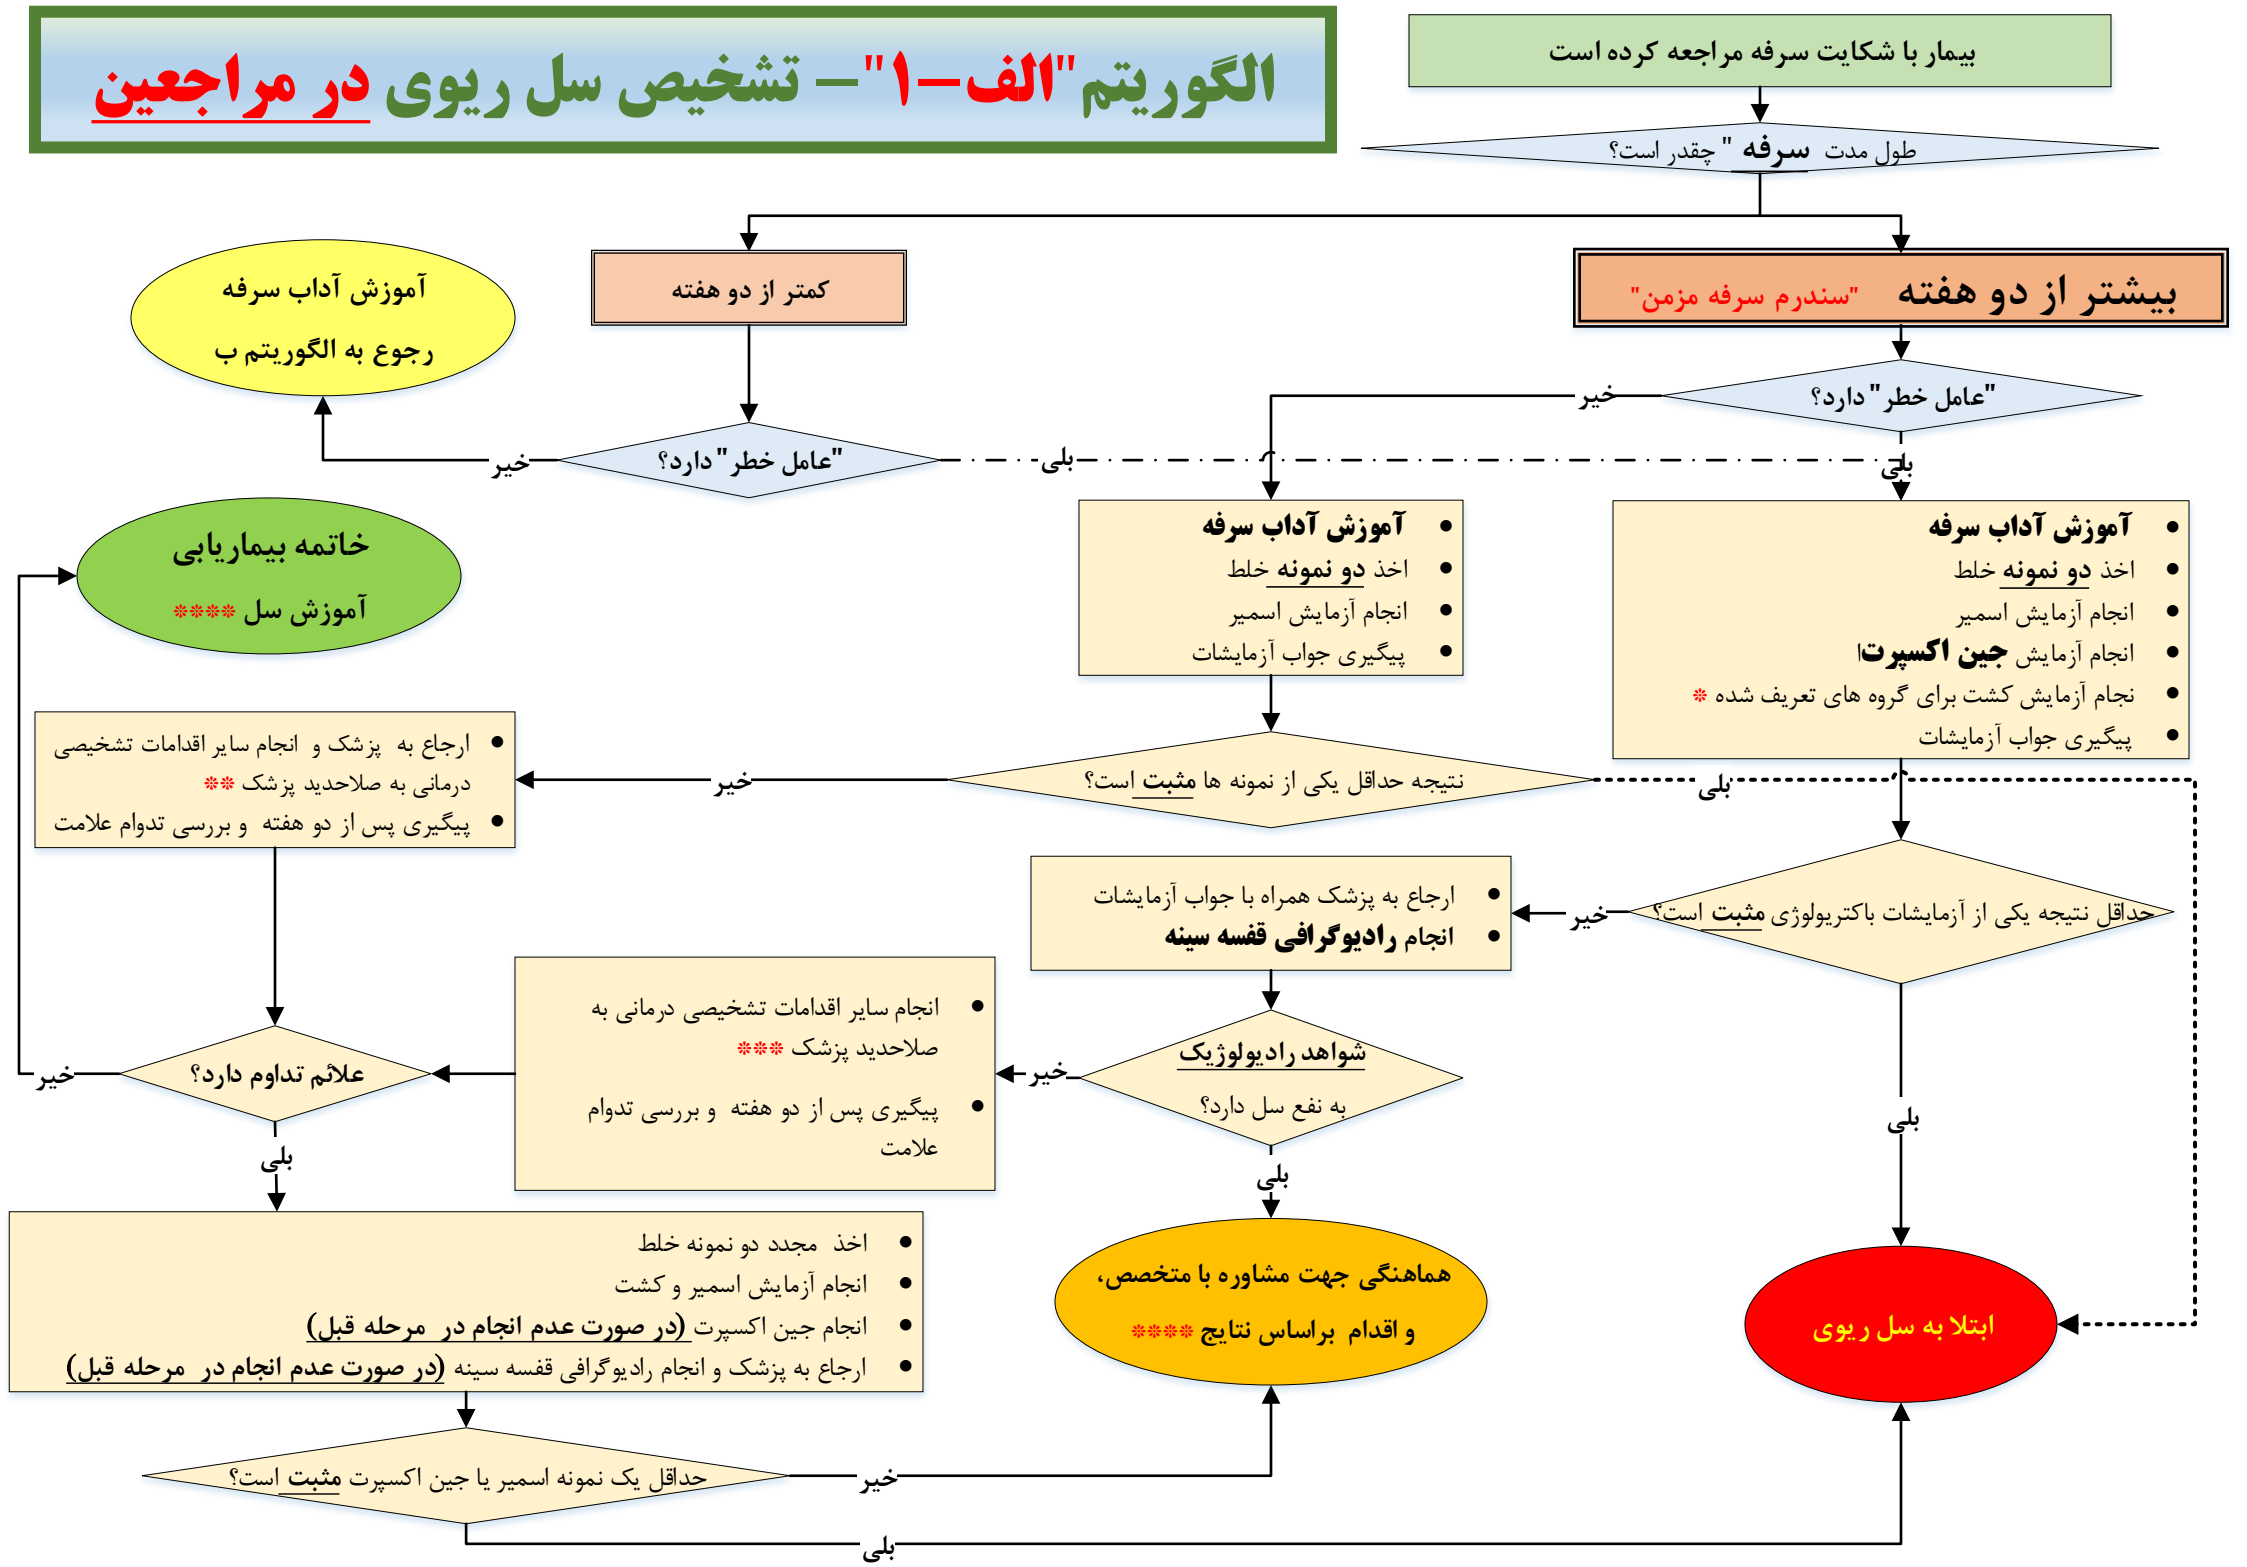 الگوریتم"الف-۱"- تشخیص سل ریوی در مراجعین
بیمار با شکایت سرفه مراجعه کرده است
طول مدت سرفه " چقدر است؟
بیشتر از دو هفته "سندرم سرفه مزمن"
کمتر از دو هفته
آموزش آداب سرفه
رجوع به الگوریتم ب
"عامل خطر" دارد؟
خیر
بلی
"عامل خطر" دارد؟
خیر
بلی
• آموزش آداب سرفه
• اخذ دو نمونه خلط
• انجام آزمایش اسمیر
• انجام آزمایش جین اکسپرتا
• نجام آزمایش کشت برای گروه های تعریف شده *
• پیگیری جواب آزمایشات
• آموزش آداب سرفه
• اخذ دو نمونه خلط
• انجام آزمایش اسمیر
• پیگیری جواب آزمایشات
خاتمه بیماریابی
آموزش سل ****
نتیجه حداقل یکی از نمونه ها مثبت است؟
بلی
خیر
• ارجاع به پزشک و انجام سایر اقدامات تشخیصی
درمانی به صلاحدید پزشک **
• پیگیری پس از دو هفته و بررسی تدوام علامت
حداقل نتیجه یکی از آزمایشات باکتریولوژی مثبت است؟
خیر
بلی
• ارجاع به پزشک همراه با جواب آزمایشات
• انجام رادیوگرافی قفسه سینه
شواهد رادیولوژیک
به نفع سل دارد؟
خیر
بلی
• انجام سایر اقدامات تشخیصی درمانی به
صلاحدید پزشک ***
• پیگیری پس از دو هفته و بررسی تدوام
علامت
علائم تداوم دارد؟
خیر
بلی
• اخذ مجدد دو نمونه خلط
• انجام آزمایش اسمیر و کشت
• انجام جین اکسپرت (در صورت عدم انجام در مرحله قبل)
• ارجاع به پزشک و انجام رادیوگرافی قفسه سینه (در صورت عدم انجام در مرحله قبل)
هماهنگی جهت مشاوره با متخصص،
و اقدام براساس نتایج ****
ابتلا به سل ریوی
حداقل یک نمونه اسمیر یا جین اکسپرت مثبت است؟
خیر
بلی